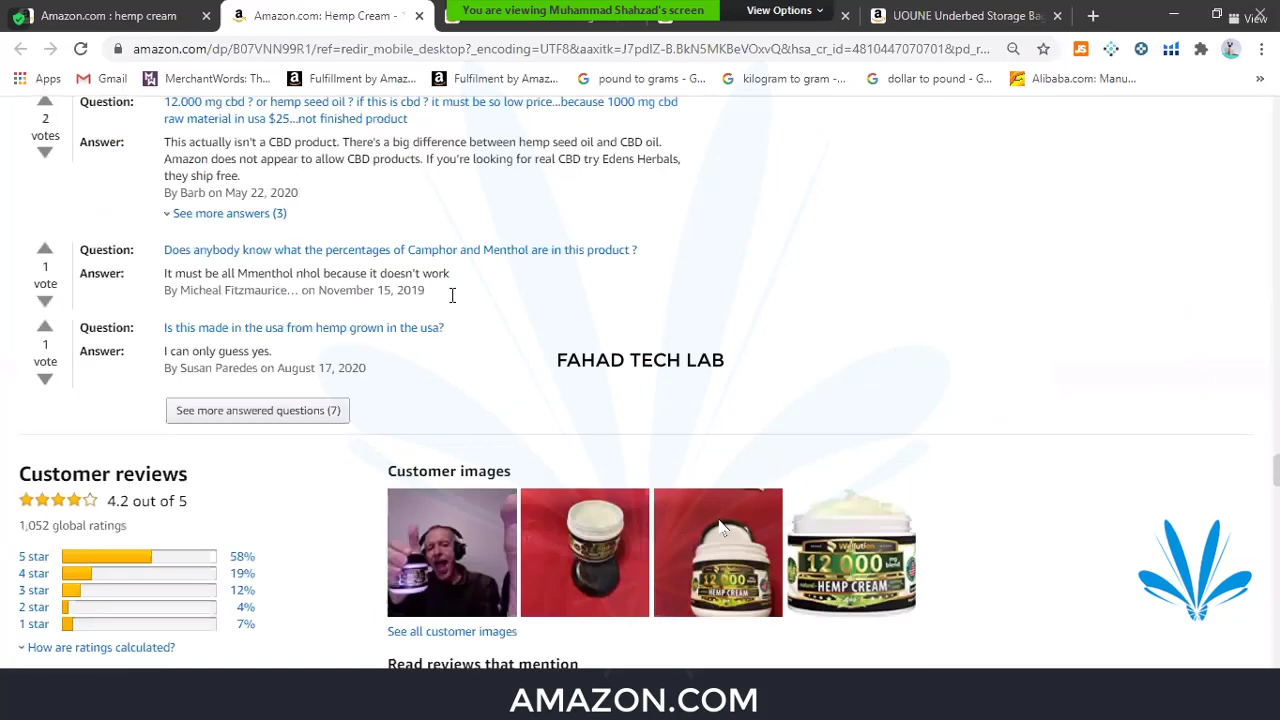 Amazon.com : hemp cream
Amazon.com: Hemp Cream -
You are viewing Muhammad Shahzad's screen
View Options
UOUNE Underbed Storage Bag
View
amazon.com/dp/B07VNN99R1/ref=redir_mobile_desktop?_encoding=UTF8&aaxitk=J7pdlZ-B.BkN5MKBeVOxvQ&hsa_cr_id=4810447070701&pd_r...
Apps
Gmail
MerchantWords: Th...
Fulfillment by Amaz...
Fulfilment by Amaz...
pound to grams - G...
kilogram to gram -...
dollar to pound - G...
Alibaba.com: Manu...
»
2
votes
Question: 12.000 mg cbd ? or hemp seed oil ? if this is cbd ? it must be so low price...because 1000 mg cbd
raw material in usa $25...not finished product
Answer: This actually isn't a CBD product. There's a big difference between hemp seed oil and CBD oil.
Amazon does not appear to allow CBD products. If you're looking for real CBD try Edens Herbals,
they ship free.
By Barb on May 22, 2020
See more answers (3)
1
vote
Question: Does anybody know what the percentages of Camphor and Menthol are in this product ?
Answer: It must be all Mmenthol nhol because it doesn't work
By Micheal Fitzmaurice... on November 15, 2019
1
vote
Question: Is this made in the usa from hemp grown in the usa?
Answer: I can only guess yes.
By Susan Paredes on August 17, 2020
FAHAD TECH LAB
See more answered questions (7)
Customer reviews
4.2 out of 5
1,052 global ratings
5 star 58%
4 star 19%
3 star 12%
2 star 4%
1 star 7%
How are ratings calculated?
Customer images
12 000
HEMP CREAM
Wellution
12 000
HEMP CREAM
See all customer images
Read reviews that mention
AMAZON.COM